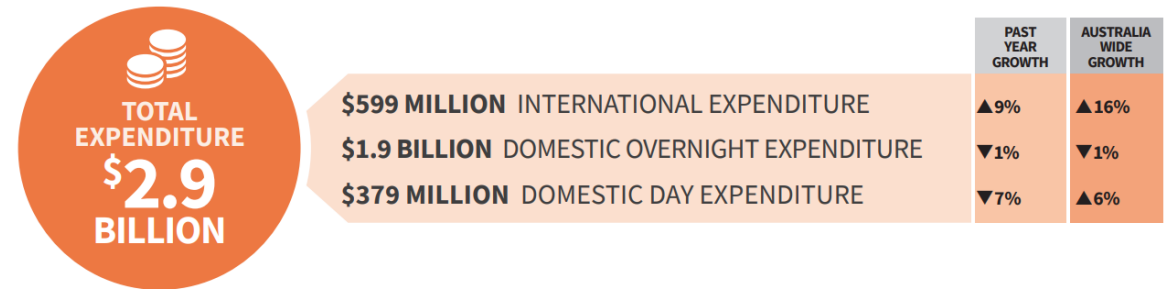 TOTAL
EXPENDITURE
$2.9
BILLION
PAST
YEAR
GROWTH
AUSTRALIA
WIDE
GROWTH
$599 MILLION INTERNATIONAL EXPENDITURE ▲9% ▲16%
$1.9 BILLION DOMESTIC OVERNIGHT EXPENDITURE ▼1% ▼1%
$379 MILLION DOMESTIC DAY EXPENDITURE ▼7% ▲6%